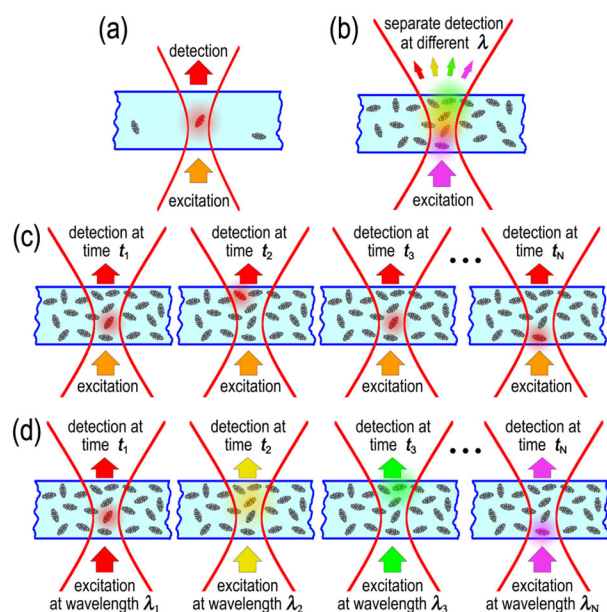 (a)
detection
excitation
(b)
separate detection
at different λ
excitation
(c)
detection at
time t1
excitation
detection at
time t2
excitation
detection at
time t3
excitation
• • •
detection at
time tN
excitation
(d)
detection at
time t1
excitation
at wavelength λ1
detection at
time t2
excitation
at wavelength λ2
detection at
time t3
excitation
at wavelength λ3
• • •
detection at
time tN
excitation
at wavelength λN